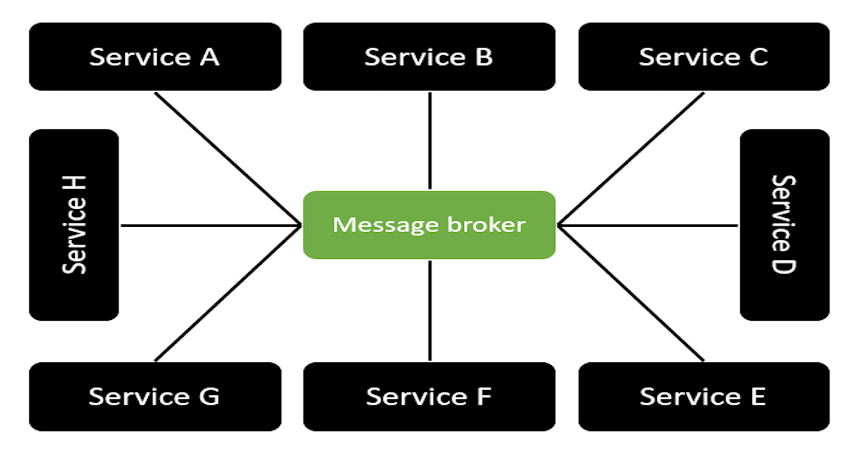 Service A
Service B
Service C
Service H
Message broker
Service D
Service G
Service F
Service E